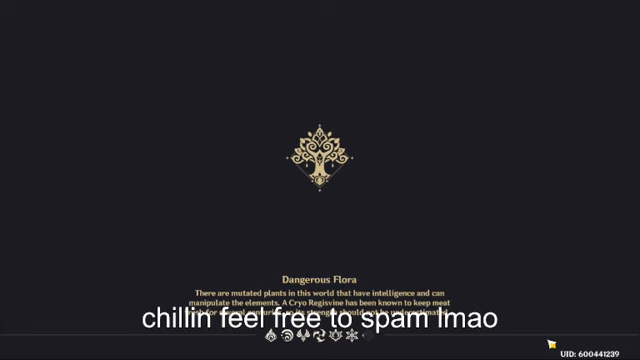 Dangerous Flora
There are mutated plants in this world that have intelligence and can
manipulate the elements. A Cryo Regisvine has been known to keep meat
chillin feel free to spam lmao
UID: 600441239